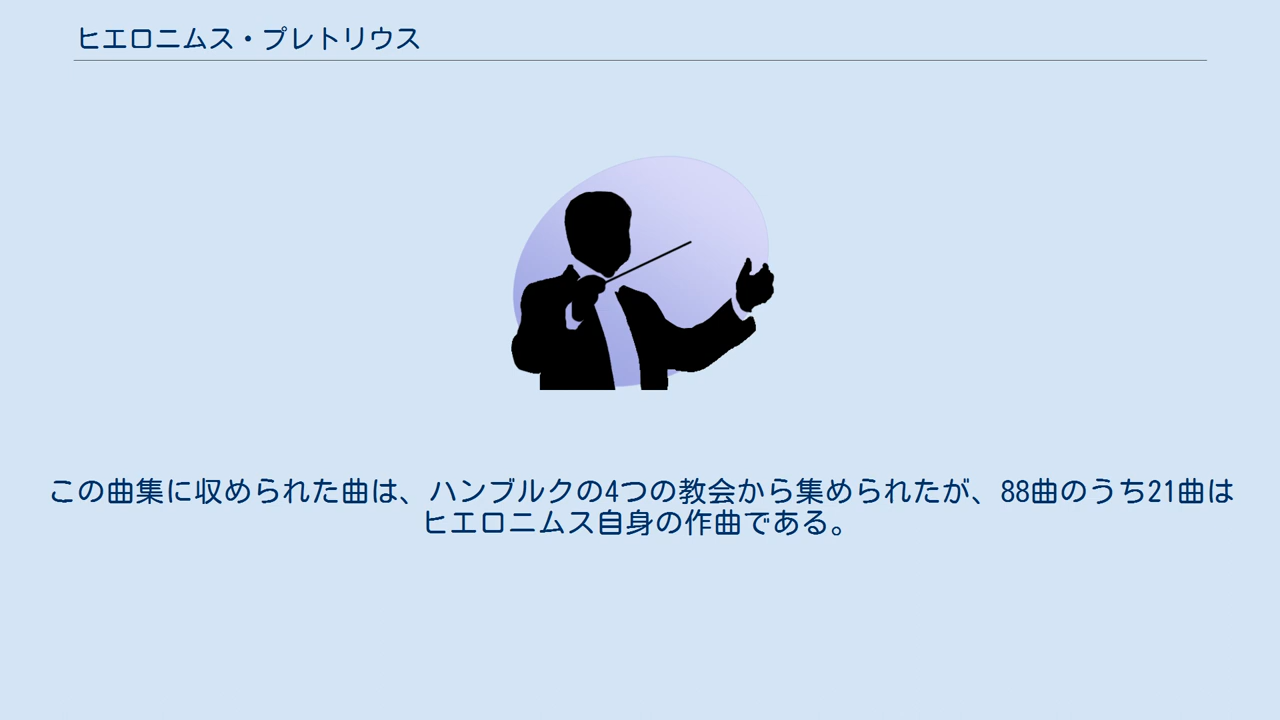 ヒエロニムス・プレトリウス
この曲集に収められた曲は、ハンブルクの4つの教会から集められたが、88曲のうち21曲は
ヒエロニムス自身の作曲である。